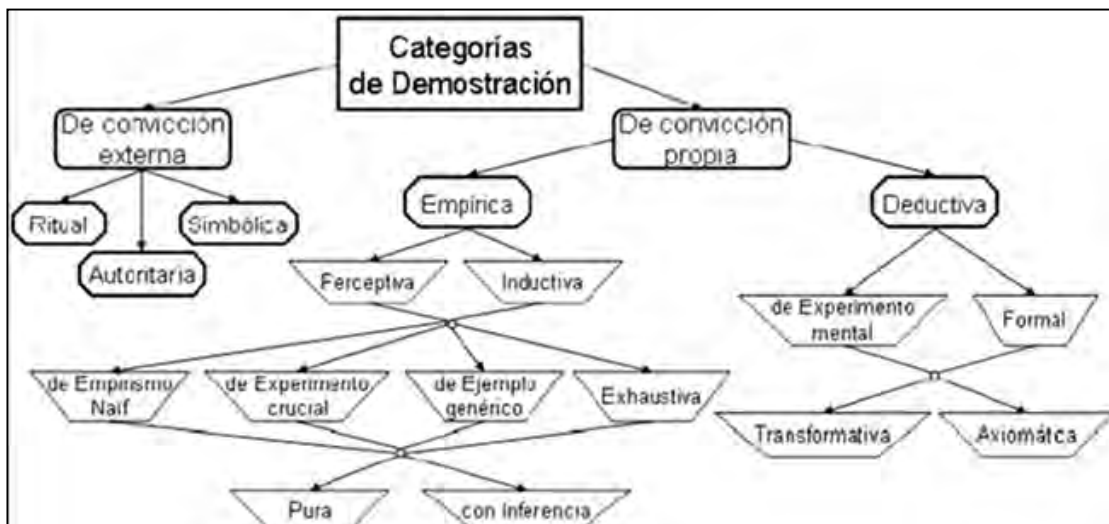 Categorías
de Demostración
De convicción
externa
De convicción
propia
Ritual
Autoritaria
Simbólica
Empírica
Deductiva
Perceptiva
Inductiva
de Experimento
mental
Formal
de Empirismo
Naïf
de Experimento
crucial
de Ejemplo
genérico
Exhaustiva
Transformativa
Axiomática
Pura
con Inferencia